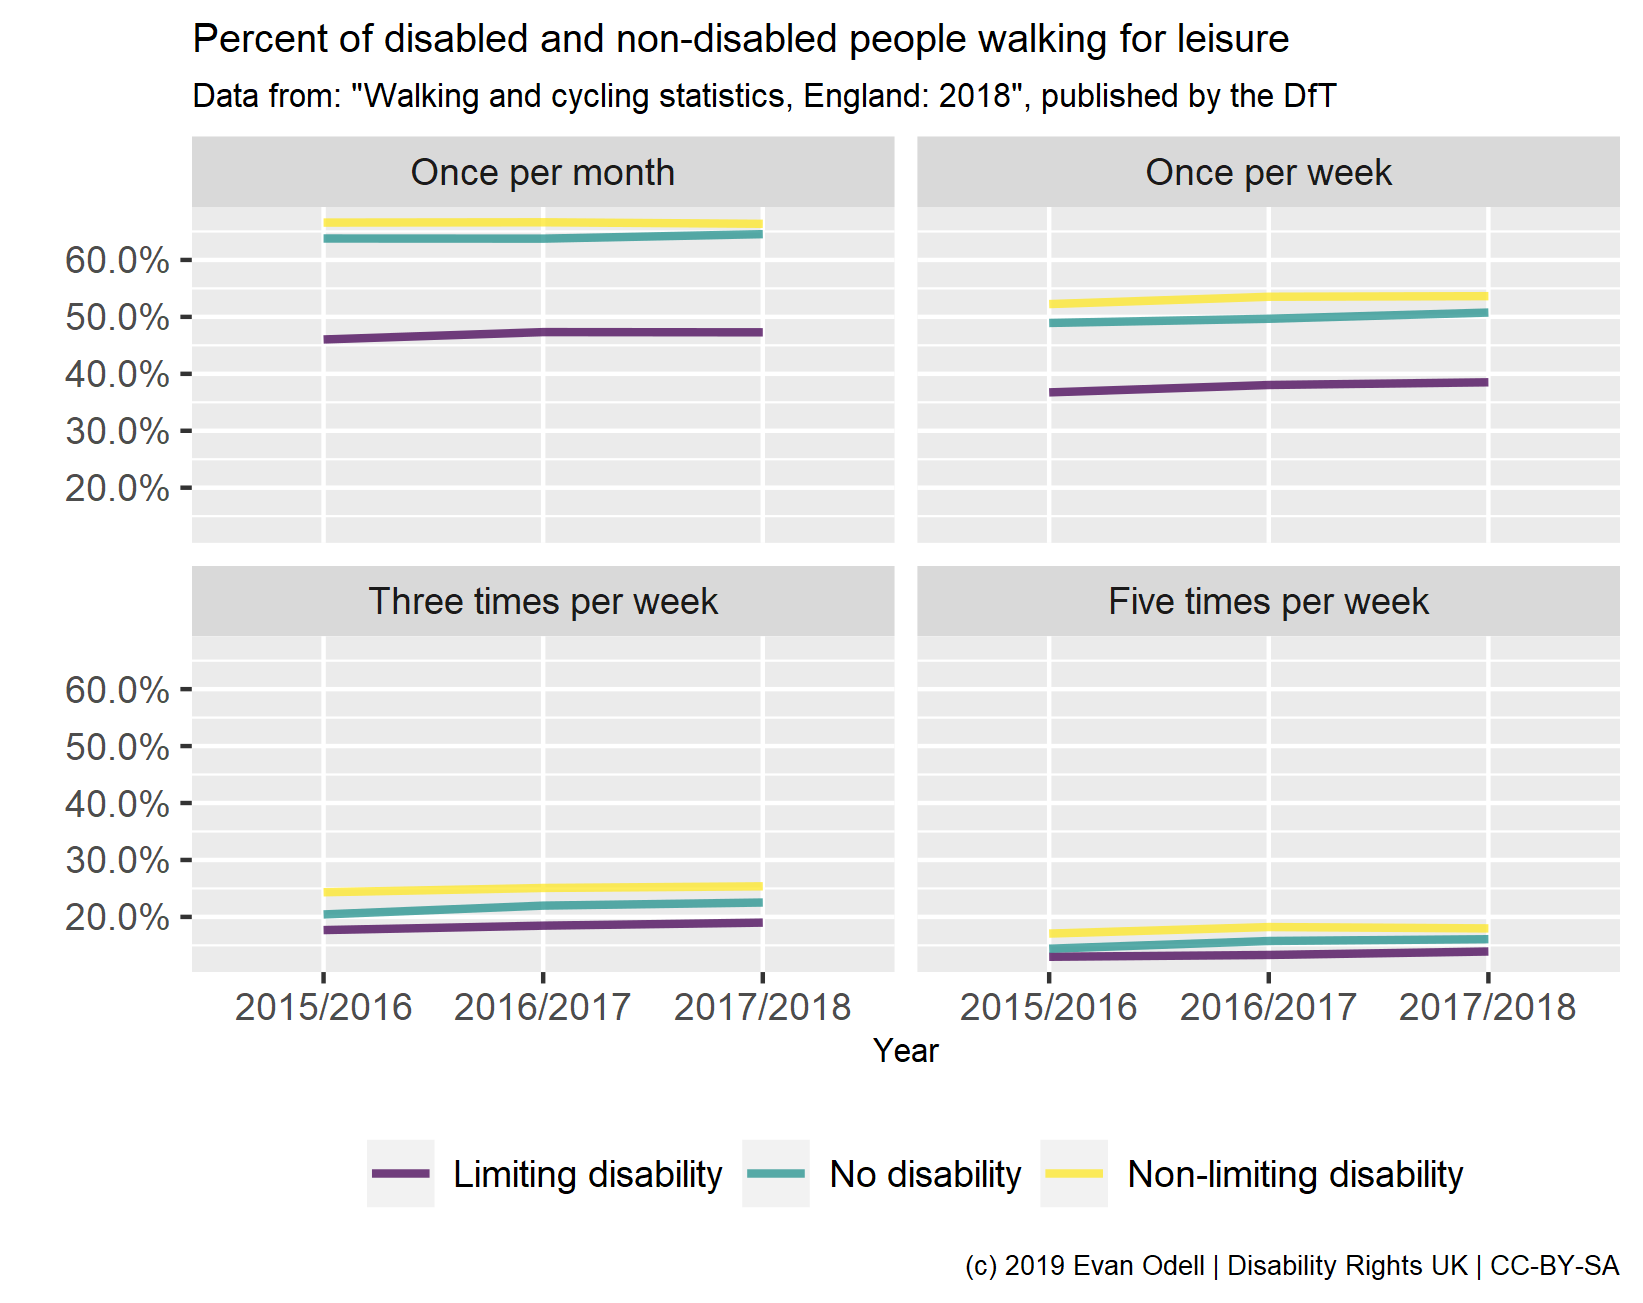 Percent of disabled and non-disabled people walking for leisure
Data from: "Walking and cycling statistics, England: 2018", published by the DfT
Once per month
Once per week
60.0%
50.0%
40.0%
30.0%
20.0%
Three times per week
Five times per week
60.0%
50.0%
40.0%
30.0%
20.0%
2015/2016 2016/2017 2017/2018
2015/2016 2016/2017 2017/2018
Year
Limiting disability No disability Non-limiting disability
(c) 2019 Evan Odell | Disability Rights UK | CC-BY-SA